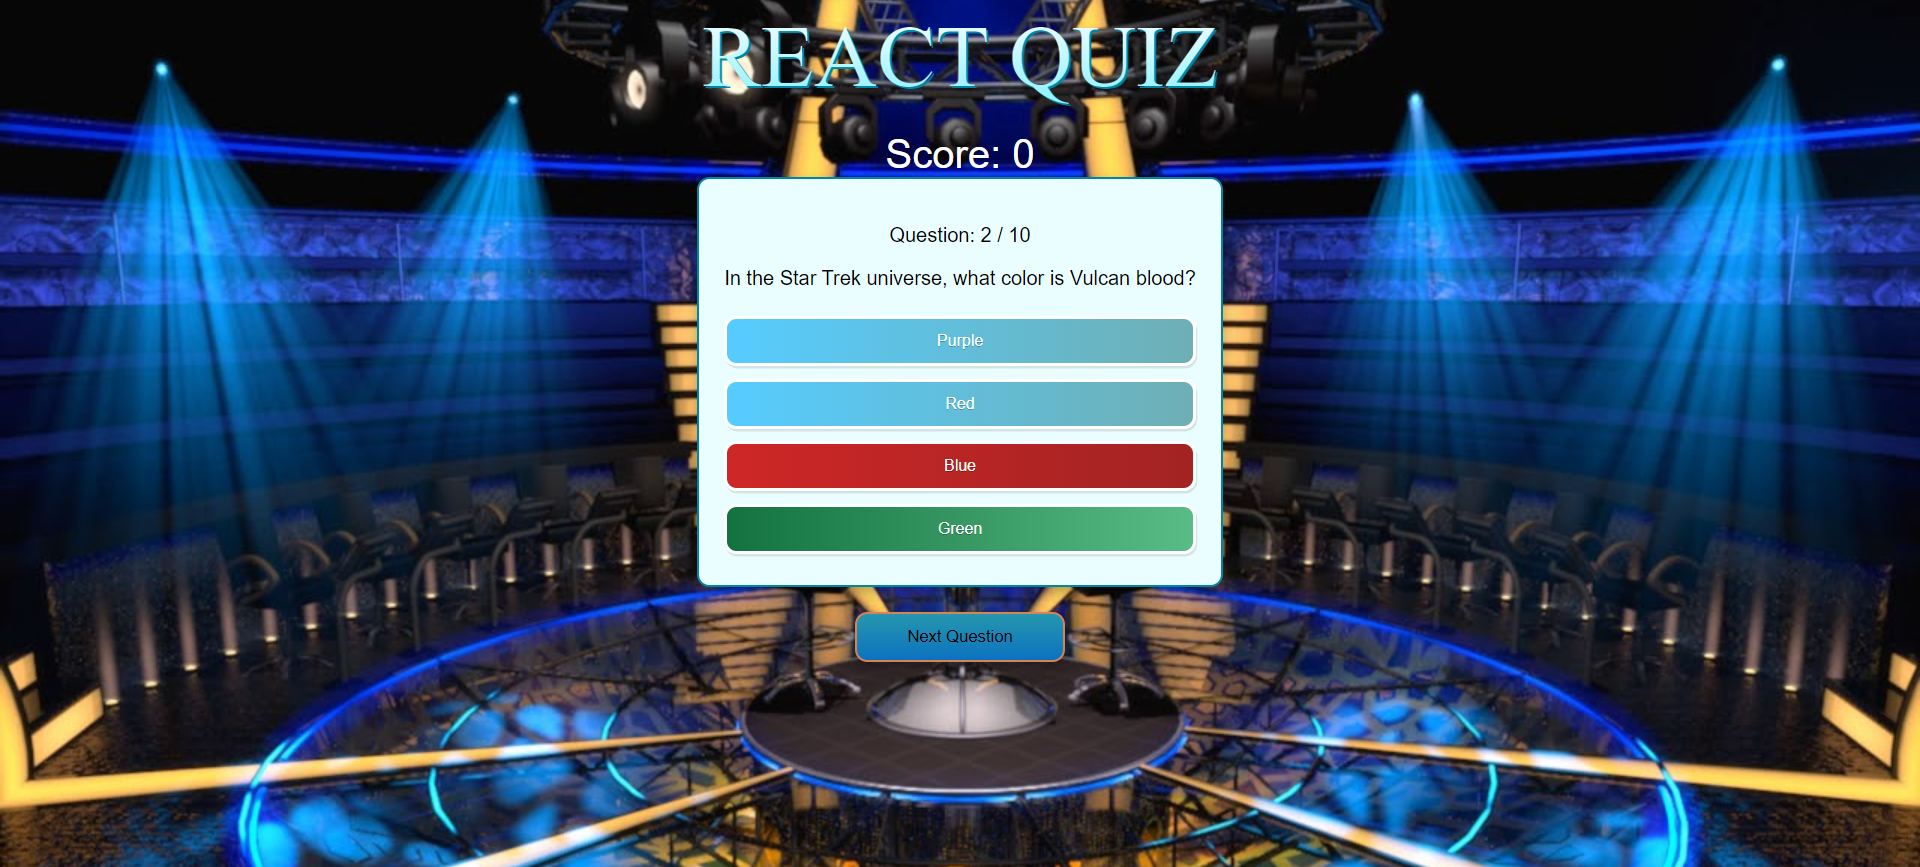 REACT QUIZ
Score: 0
Question: 2 / 10
In the Star Trek universe, what color is Vulcan blood?
Purple
Red
Blue
Green
Next Question